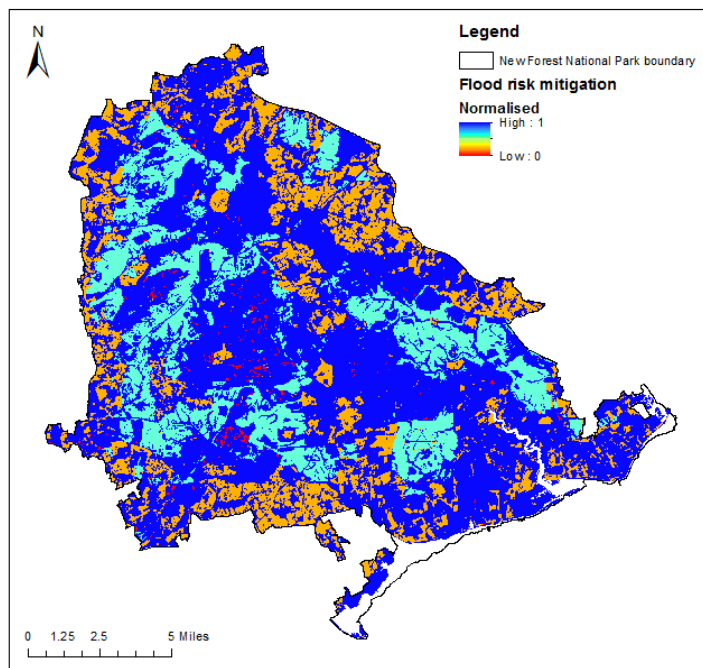 N
Legend
New Forest National Park boundary
Flood risk mitigation
Normalised
High : 1
Low : 0
0 1.25 2.5 5 Miles